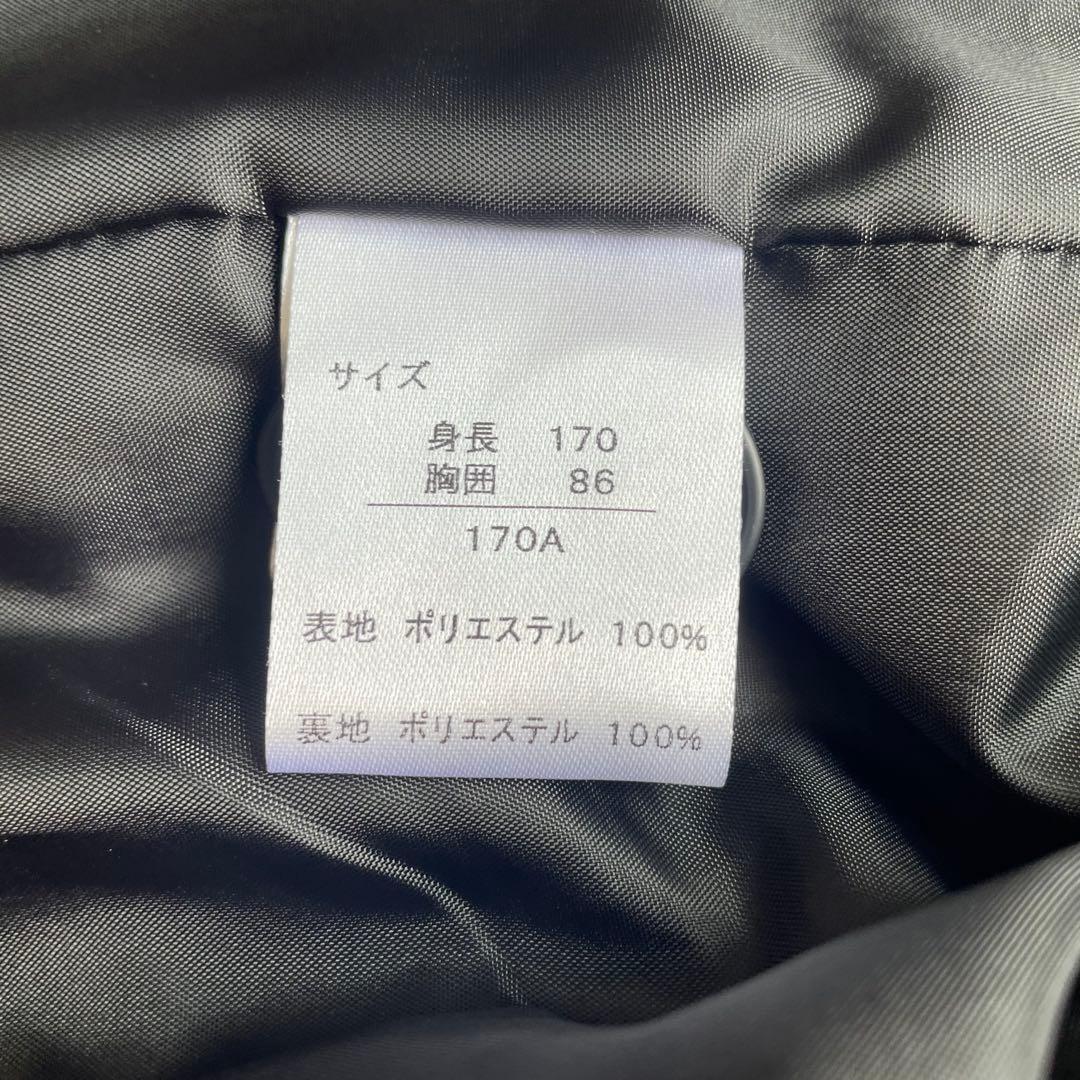 サイズ
身長 170
胸囲 86
170A
表地 ポリエステル 100%
裏地 ポリエステル 100%